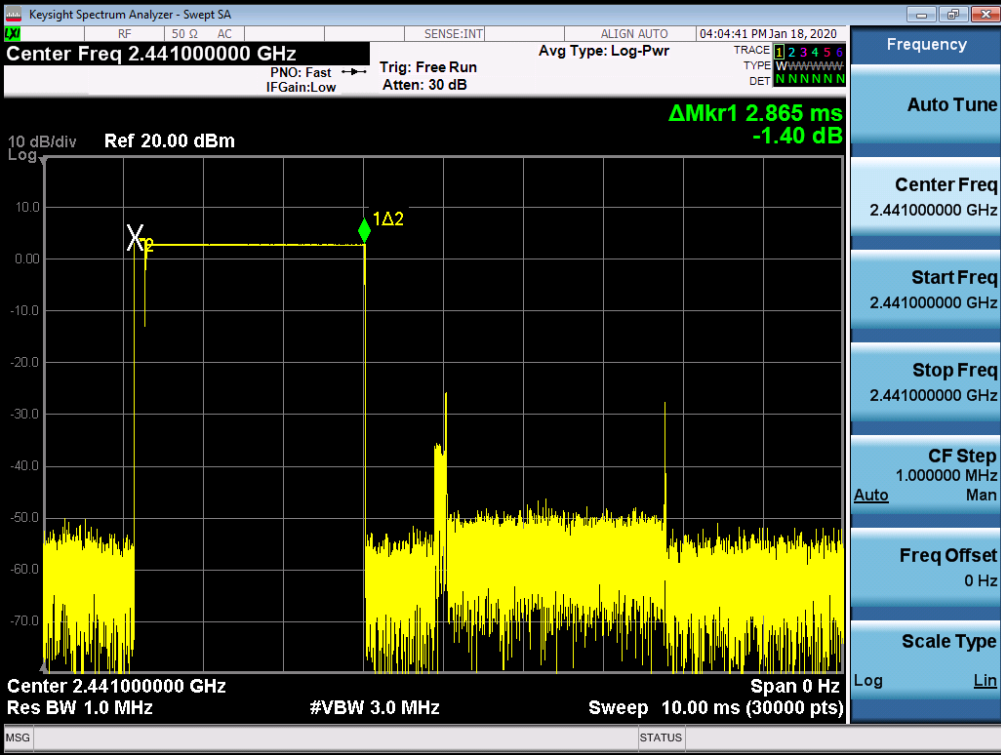 Keysight Spectrum Analyzer - Swept SA
LXI RF 50 Ω AC SENSE:INT ALIGN AUTO 04:04:41 PM Jan 18, 2020
Center Freq 2.441000000 GHz
PNO: Fast
IFGain:Low
Trig: Free Run
Atten: 30 dB
Avg Type: Log-Pwr
TRACE 1 2 3 4 5 6
TYPE WWWWWW
DET N N N N N N
ΔMkr1 2.865 ms
-1.40 dB
10 dB/div Ref 20.00 dBm
Log
10.0
0.00
-10.0
-20.0
-30.0
-40.0
-50.0
-60.0
-70.0
X2
1Δ2
Center 2.441000000 GHz Span 0 Hz
Res BW 1.0 MHz #VBW 3.0 MHz Sweep 10.00 ms (30000 pts)
MSG STATUS
Frequency
Auto Tune
Center Freq
2.441000000 GHz
Start Freq
2.441000000 GHz
Stop Freq
2.441000000 GHz
CF Step
1.000000 MHz
Auto Man
Freq Offset
0 Hz
Scale Type
Log Lin